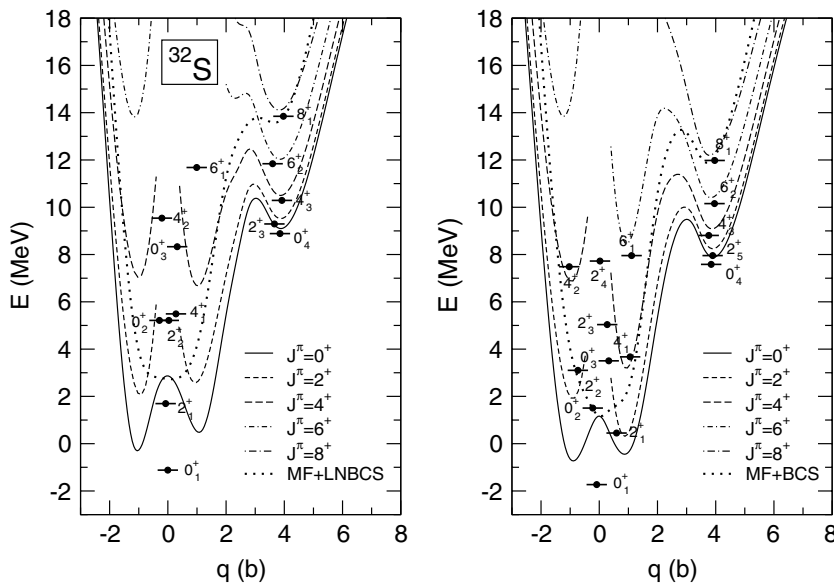 18
16
14
12
10
8
6
4
2
0
-2
E (MeV)
-2 0 2 4 6 8
q (b)
³²S
8⁺₁
6⁺₁
6⁺₂
4⁺₂
4⁺₃
2⁺₃
0⁺₄
0⁺₃
0⁺₂
4⁺₁
2⁺₂
2⁺₁
0⁺₁
J^π=0⁺
J^π=2⁺
J^π=4⁺
J^π=6⁺
J^π=8⁺
MF+LNBCS
18
16
14
12
10
8
6
4
2
0
-2
E (MeV)
-2 0 2 4 6 8
q (b)
8⁺₁
6⁺₂
6⁺₁
4⁺₃
2⁺₅
0⁺₄
4⁺₂
2⁺₄
2⁺₃
4⁺₁
0⁺₃
2⁺₂
0⁺₂
2⁺₁
0⁺₁
J^π=0⁺
J^π=2⁺
J^π=4⁺
J^π=6⁺
J^π=8⁺
MF+BCS